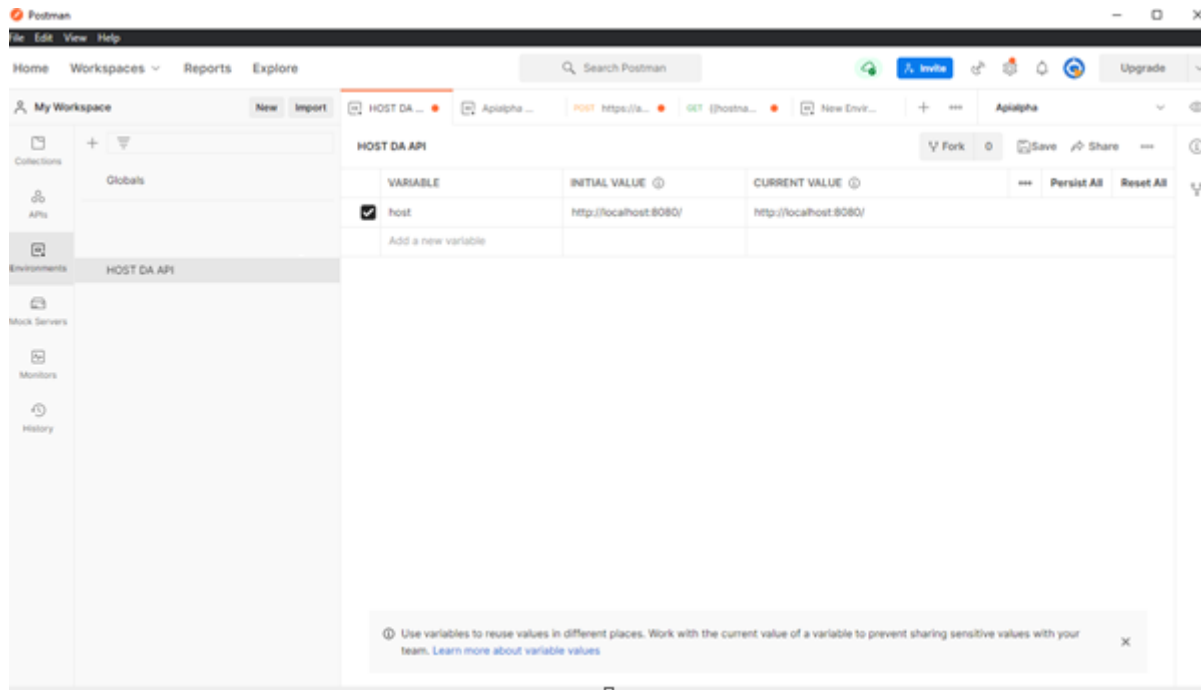 Postman
File Edit View Help
Home Workspaces Reports Explore Search Postman Invite Upgrade
My Workspace New Import HOST DA ... Apialpha ... POST https://a... GET {{hostna... New Envir... Apialpha
Collections
APIs
Environments
Mock Servers
Monitors
History
Globals
HOST DA API
HOST DA API Fork 0 Save Share
VARIABLE INITIAL VALUE CURRENT VALUE Persist All Reset All
host http://localhost:8080/ http://localhost:8080/
Add a new variable
Use variables to reuse values in different places. Work with the current value of a variable to prevent sharing sensitive values with your
team. Learn more about variable values